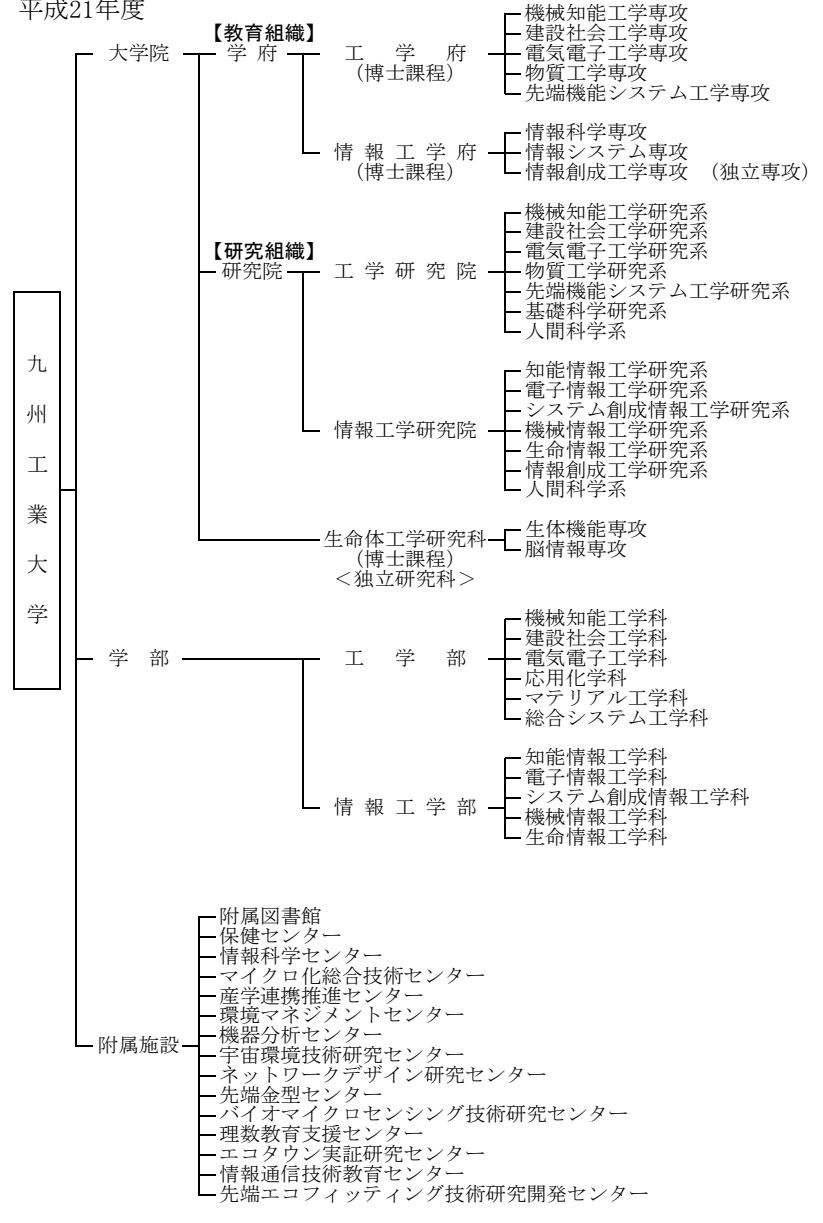 平成21年度
九州工業大学
大学院
【教育組織】
学府
工学府
(博士課程)
機械知能工学専攻
建設社会工学専攻
電気電子工学専攻
物質工学専攻
先端機能システム工学専攻
情報工学府
(博士課程)
情報科学専攻
情報システム専攻
情報創成工学専攻 (独立専攻)
【研究組織】
研究院
工学研究院
機械知能工学研究系
建設社会工学研究系
電気電子工学研究系
物質工学研究系
先端機能システム工学研究系
基礎科学研究系
人間科学系
情報工学研究院
知能情報工学研究系
電子情報工学研究系
システム創成情報工学研究系
機械情報工学研究系
生命情報工学研究系
情報創成工学研究系
人間科学系
生命体工学研究科
(博士課程)
<独立研究科>
生体機能専攻
脳情報専攻
学部
工学部
機械知能工学科
建設社会工学科
電気電子工学科
応用化学科
マテリアル工学科
総合システム工学科
情報工学部
知能情報工学科
電子情報工学科
システム創成情報工学科
機械情報工学科
生命情報工学科
附属施設
附属図書館
保健センター
情報科学センター
マイクロ化総合技術センター
産学連携推進センター
環境マネジメントセンター
機器分析センター
宇宙環境技術研究センター
ネットワークデザイン研究センター
先端金型センター
バイオマイクロセンシング技術研究センター
理数教育支援センター
エコタウン実証研究センター
情報通信技術教育センター
先端エコフィッティング技術研究開発センター